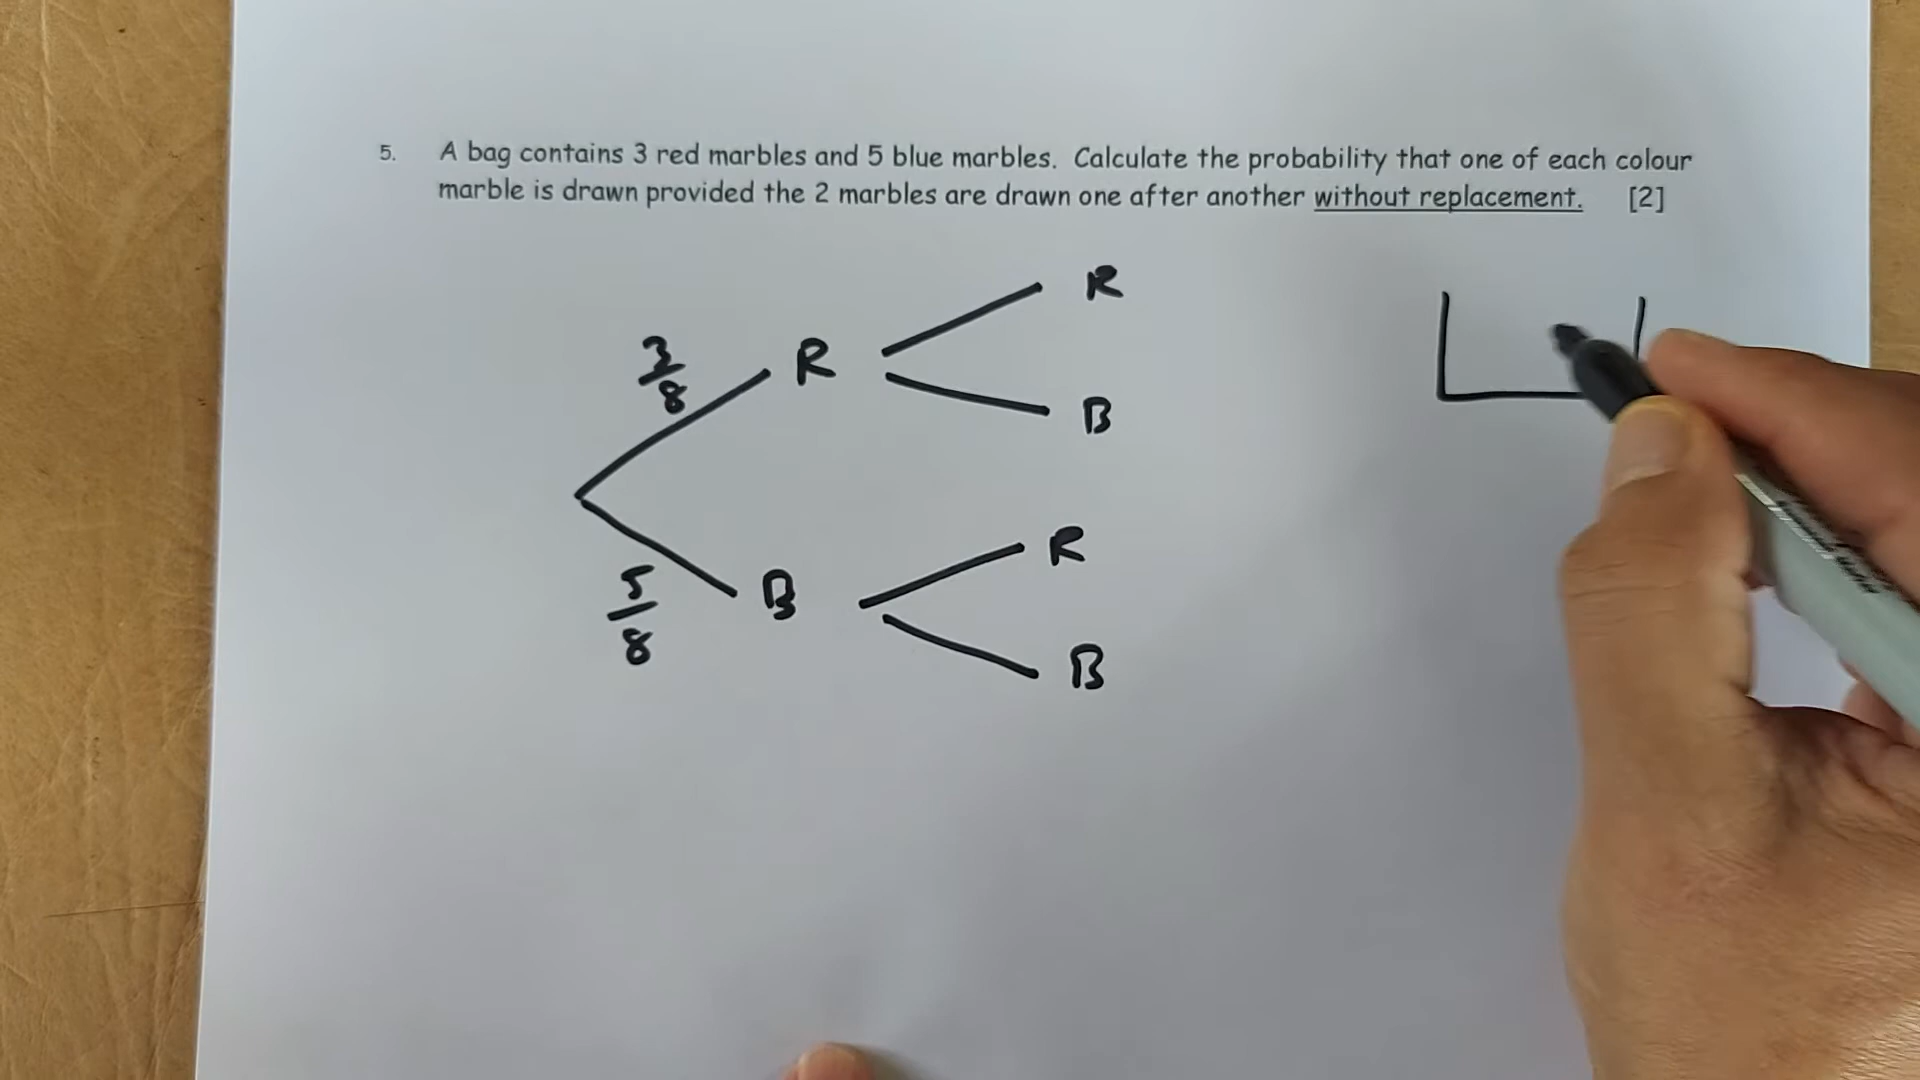 5. A bag contains 3 red marbles and 5 blue marbles. Calculate the probability that one of each colour
marble is drawn provided the 2 marbles are drawn one after another without replacement. [2]
R
3/8 R
B
R
5/8 B
B